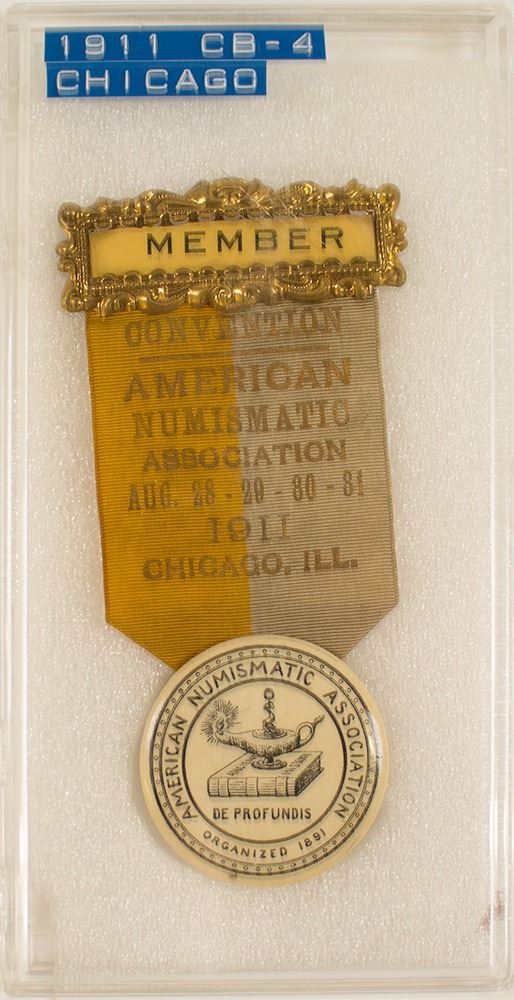 1911 CB-4
CHICAGO
MEMBER
CONVENTION
AMERICAN
NUMISMATIC
ASSOCIATION
AUG. 28 - 29 - 30 - 31
1911
CHICAGO, ILL.
AMERICAN NUMISMATIC ASSOCIATION
DE PROFUNDIS
ORGANIZED 1891